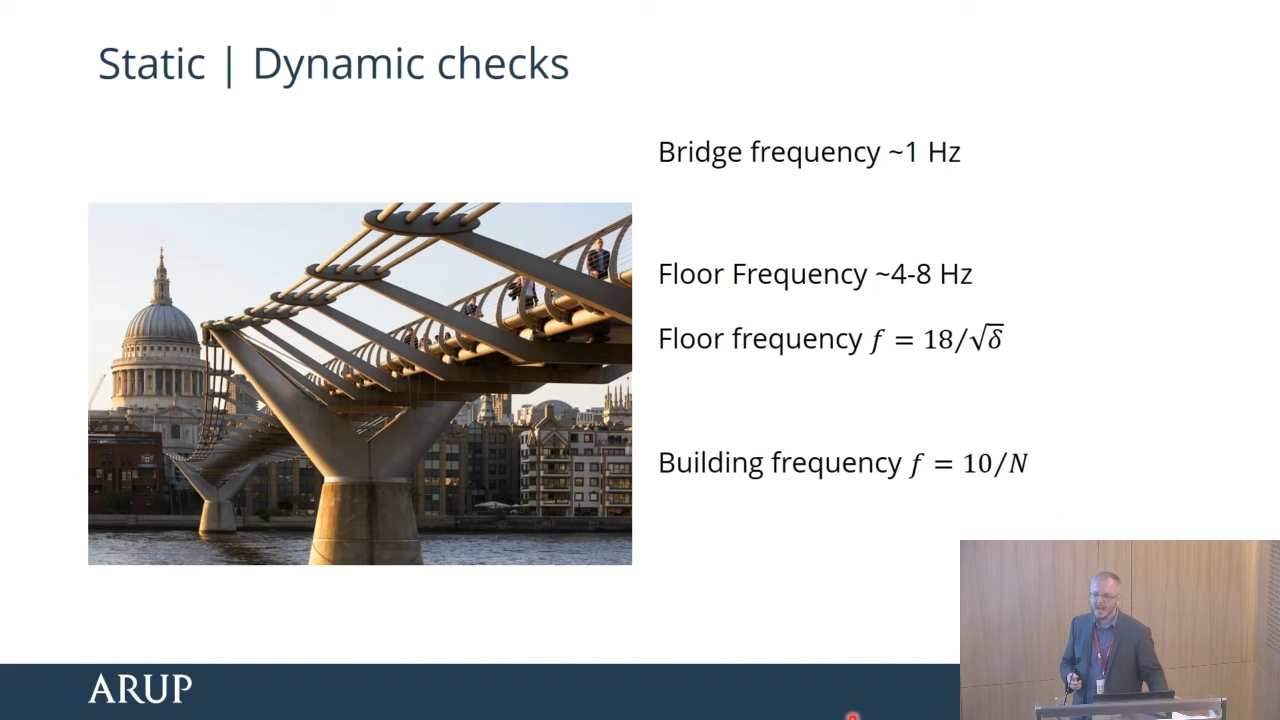 Static | Dynamic checks
Bridge frequency ~1 Hz
Floor Frequency ~4-8 Hz
Floor frequency f = 18/√δ
Building frequency f = 10/N
ARUP